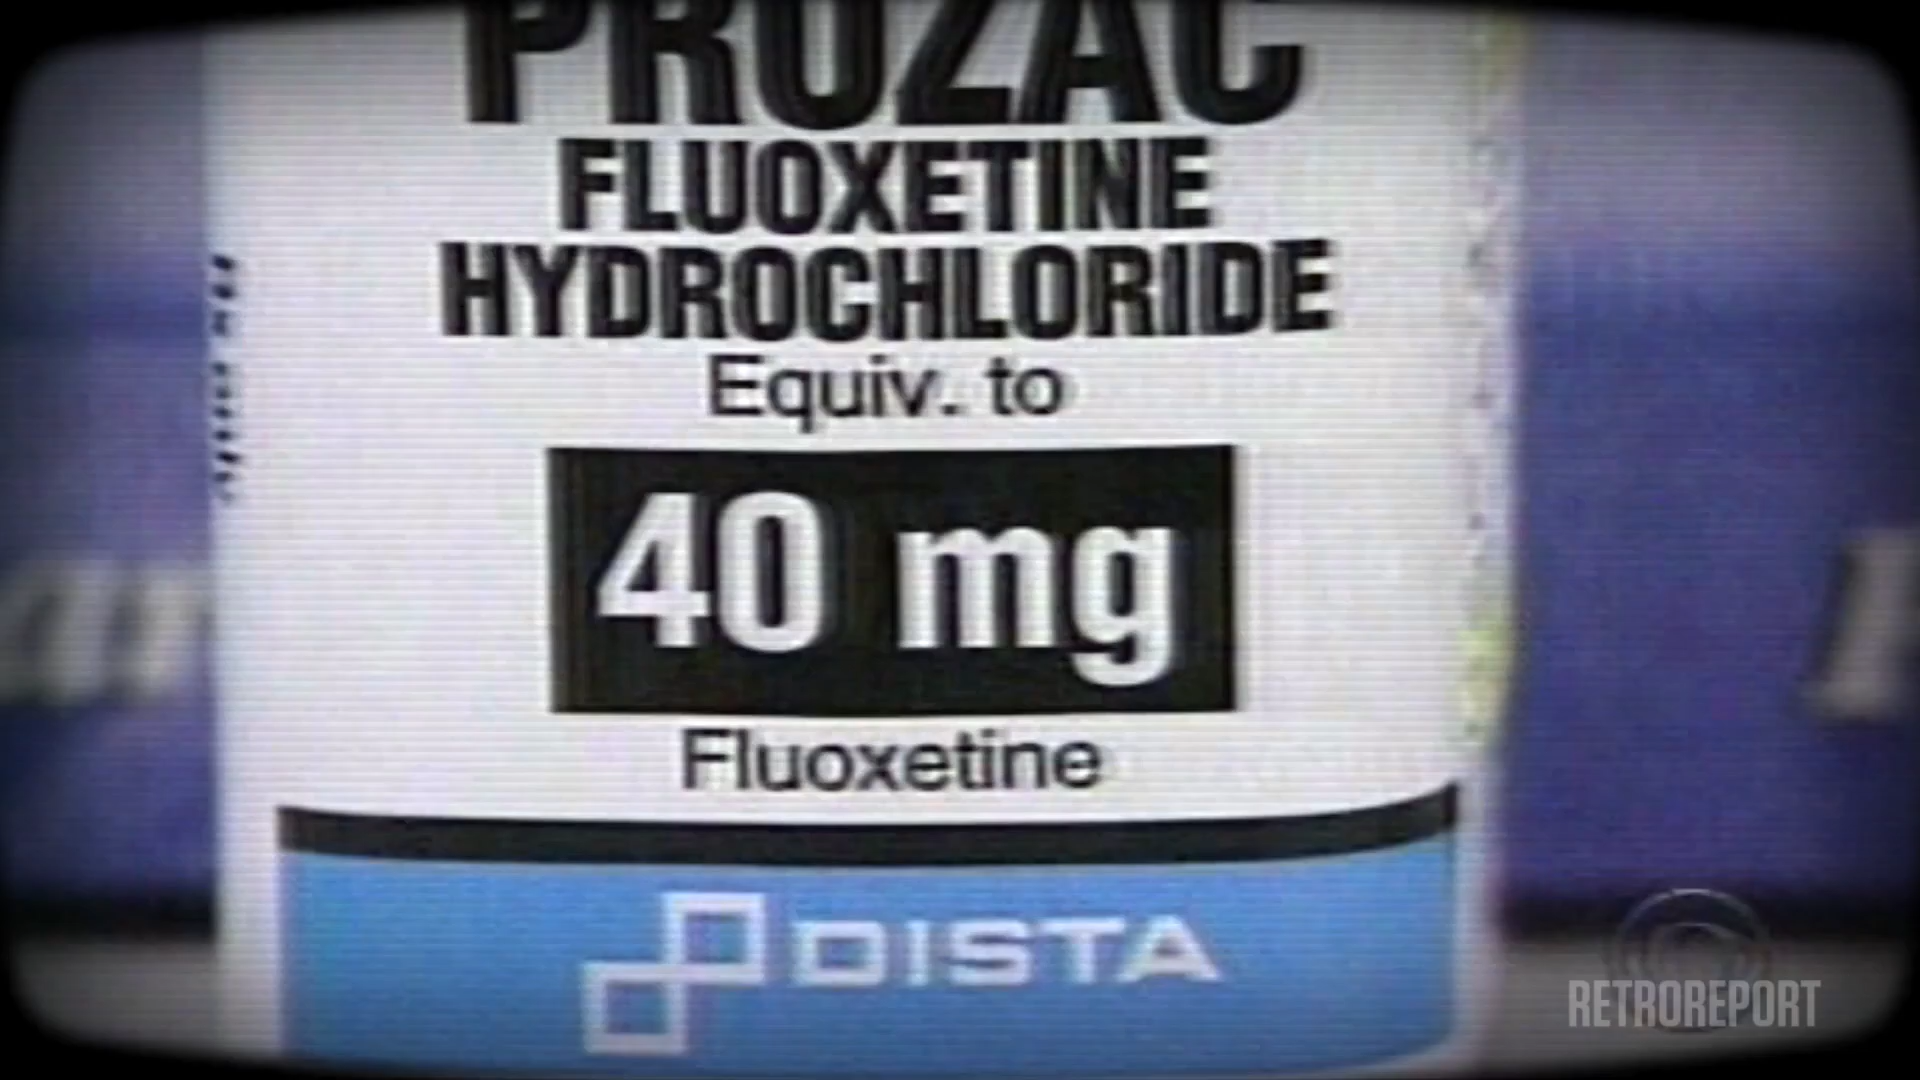 PROZAC
FLUOXETINE
HYDROCHLORIDE
Equiv. to
40 mg
Fluoxetine
DISTA
RETROREPORT